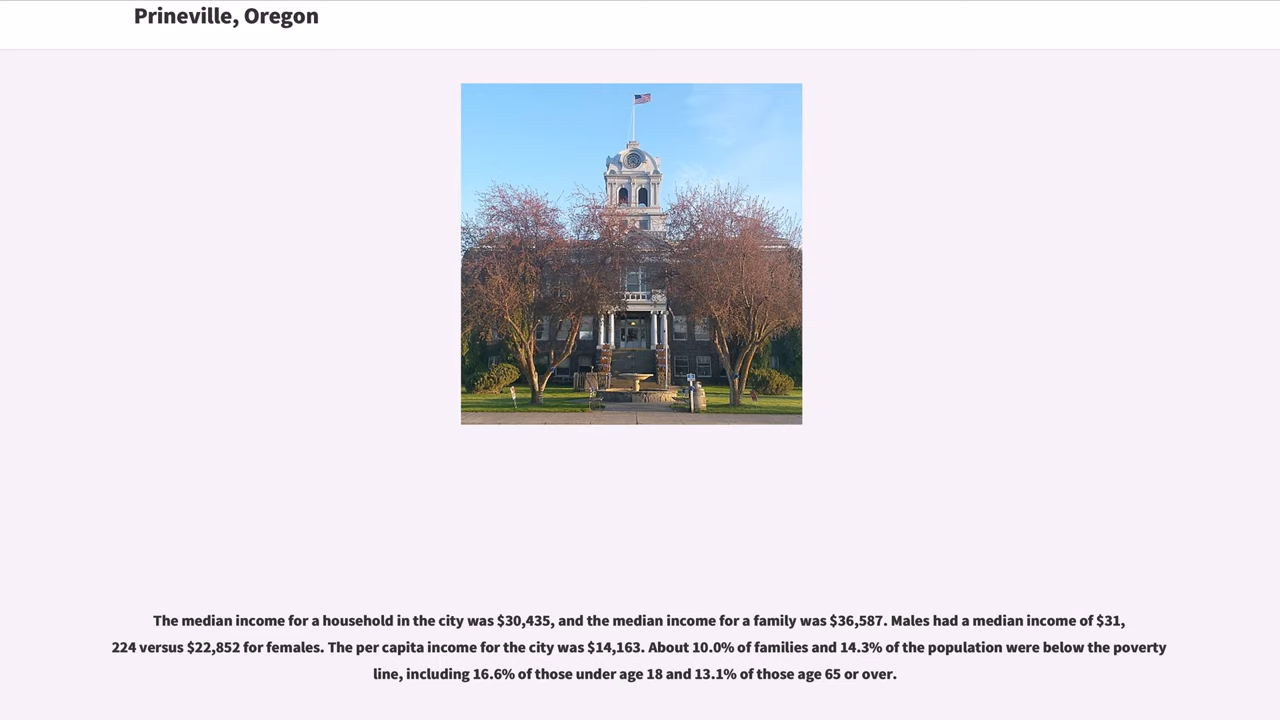 Prineville, Oregon
The median income for a household in the city was $30,435, and the median income for a family was $36,587. Males had a median income of $31,
224 versus $22,852 for females. The per capita income for the city was $14,163. About 10.0% of families and 14.3% of the population were below the poverty
line, including 16.6% of those under age 18 and 13.1% of those age 65 or over.